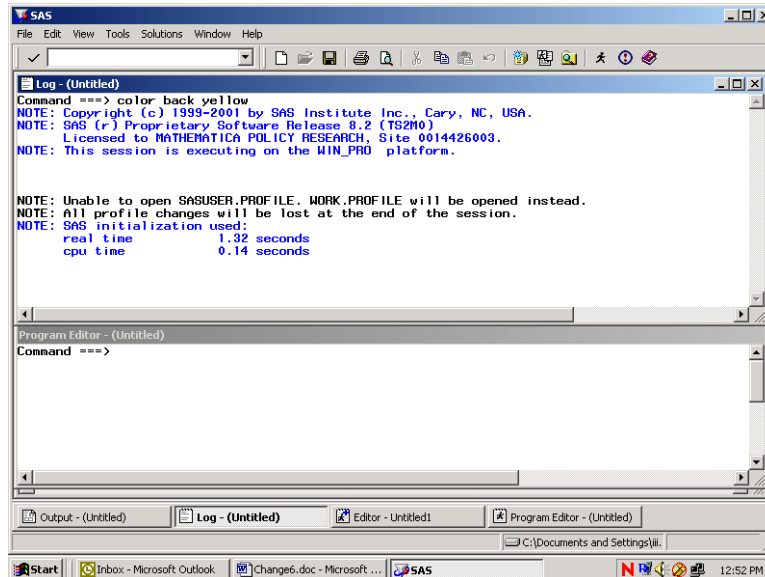 SAS
File Edit View Tools Solutions Window Help
Log - (Untitled)
Command ===> color back yellow
NOTE: Copyright (c) 1999-2001 by SAS Institute Inc., Cary, NC, USA.
NOTE: SAS (r) Proprietary Software Release 8.2 (TS2M0)
Licensed to MATHEMATICA POLICY RESEARCH, Site 0014426003.
NOTE: This session is executing on the WIN_PRO platform.
NOTE: Unable to open SASUSER.PROFILE. WORK.PROFILE will be opened instead.
NOTE: All profile changes will be lost at the end of the session.
NOTE: SAS initialization used:
real time 1.32 seconds
cpu time 0.14 seconds
Program Editor - (Untitled)
Command ===>
Output - (Untitled) Log - (Untitled) Editor - Untitled1 Program Editor - (Untitled)
C:\Documents and Settings\iii.
Start Inbox - Microsoft Outlook Change6.doc - Microsoft ... SAS N 12:52 PM